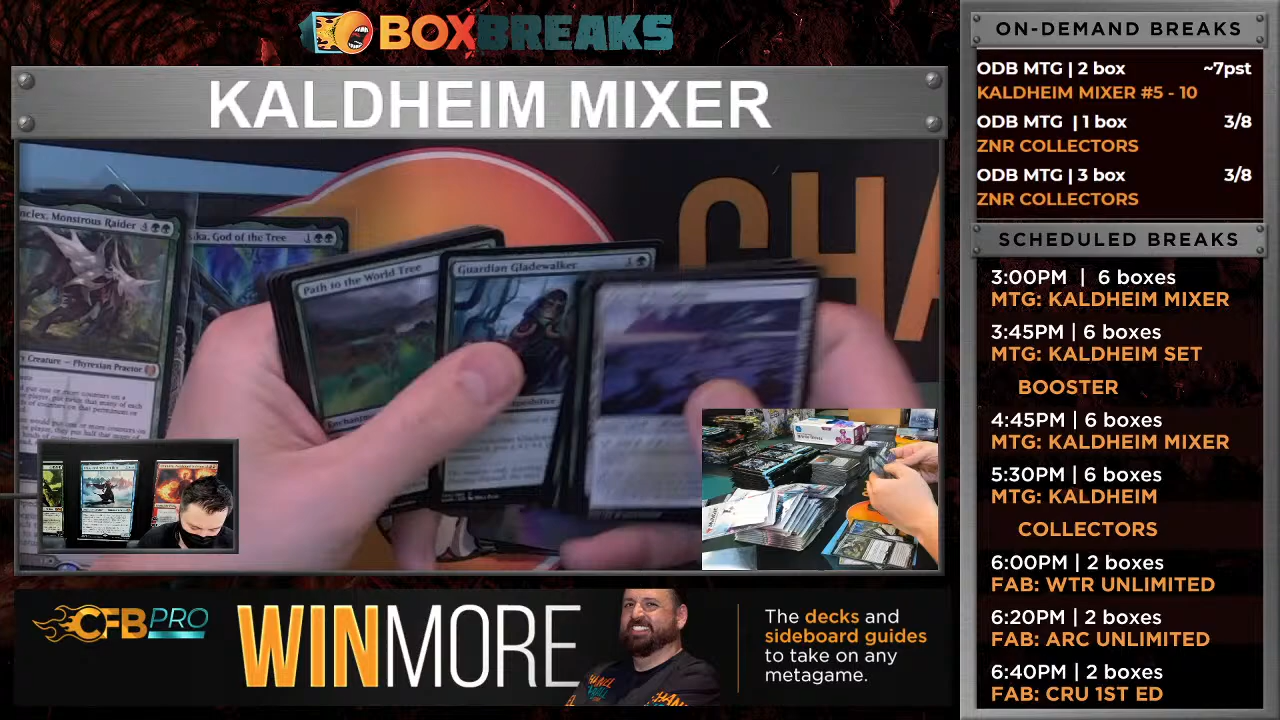 BOXBREAKS
KALDHEIM MIXER
Monstrous Raider
God of the Tree
Path to the World Tree
Guardian Gladewalker
Creature — Phyrexian Praetor
CFBPRO
WINMORE
The decks and
sideboard guides
to take on any
metagame.
ON-DEMAND BREAKS
ODB MTG | 2 box ~7pst
KALDHEIM MIXER #5 - 10
ODB MTG | 1 box 3/8
ZNR COLLECTORS
ODB MTG | 3 box 3/8
ZNR COLLECTORS
SCHEDULED BREAKS
3:00PM | 6 boxes
MTG: KALDHEIM MIXER
3:45PM | 6 boxes
MTG: KALDHEIM SET
BOOSTER
4:45PM | 6 boxes
MTG: KALDHEIM MIXER
5:30PM | 6 boxes
MTG: KALDHEIM
COLLECTORS
6:00PM | 2 boxes
FAB: WTR UNLIMITED
6:20PM | 2 boxes
FAB: ARC UNLIMITED
6:40PM | 2 boxes
FAB: CRU 1ST ED